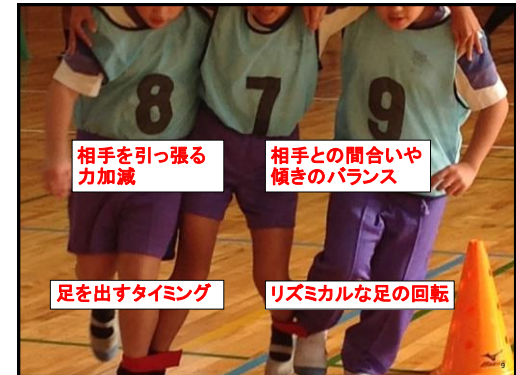 8
7
9
相手を引っ張る
力加減
相手との間合いや
傾きのバランス
足を出すタイミング
リズミカルな足の回転
9